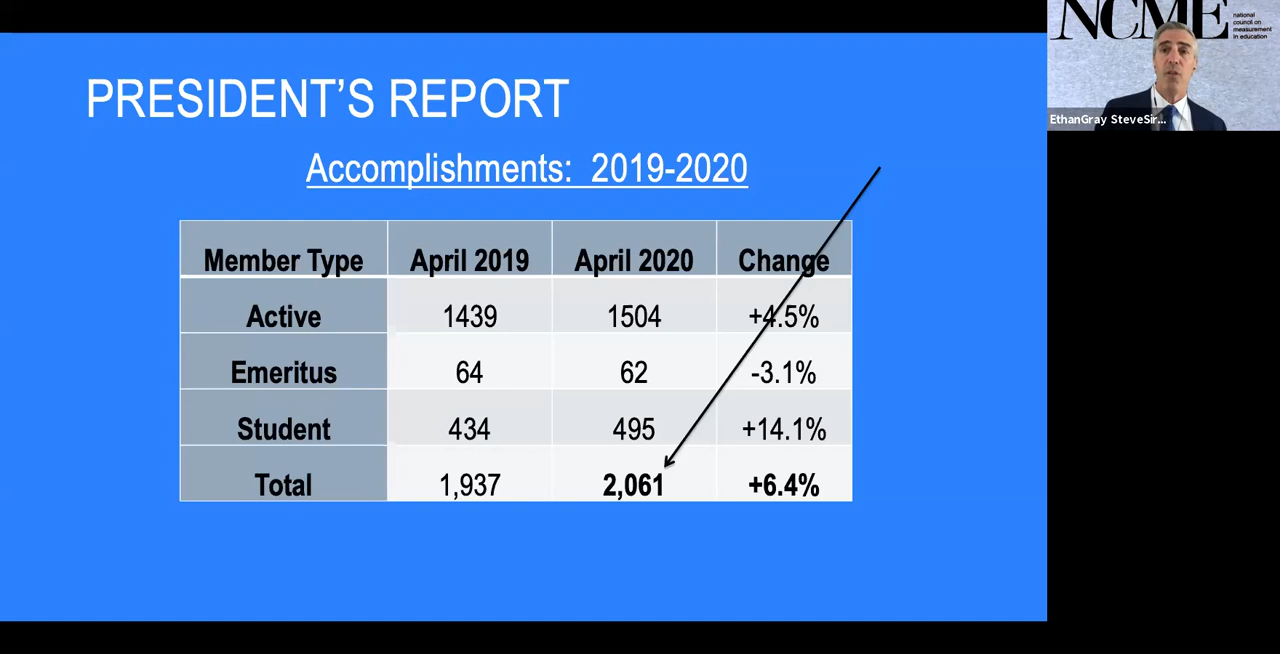 PRESIDENT'S REPORT
Accomplishments: 2019-2020
Member Type April 2019 April 2020 Change
Active 1439 1504 +4.5%
Emeritus 64 62 -3.1%
Student 434 495 +14.1%
Total 1,937 2,061 +6.4%
NCME
national
council on
measurement
in education
EthanGray SteveSir...